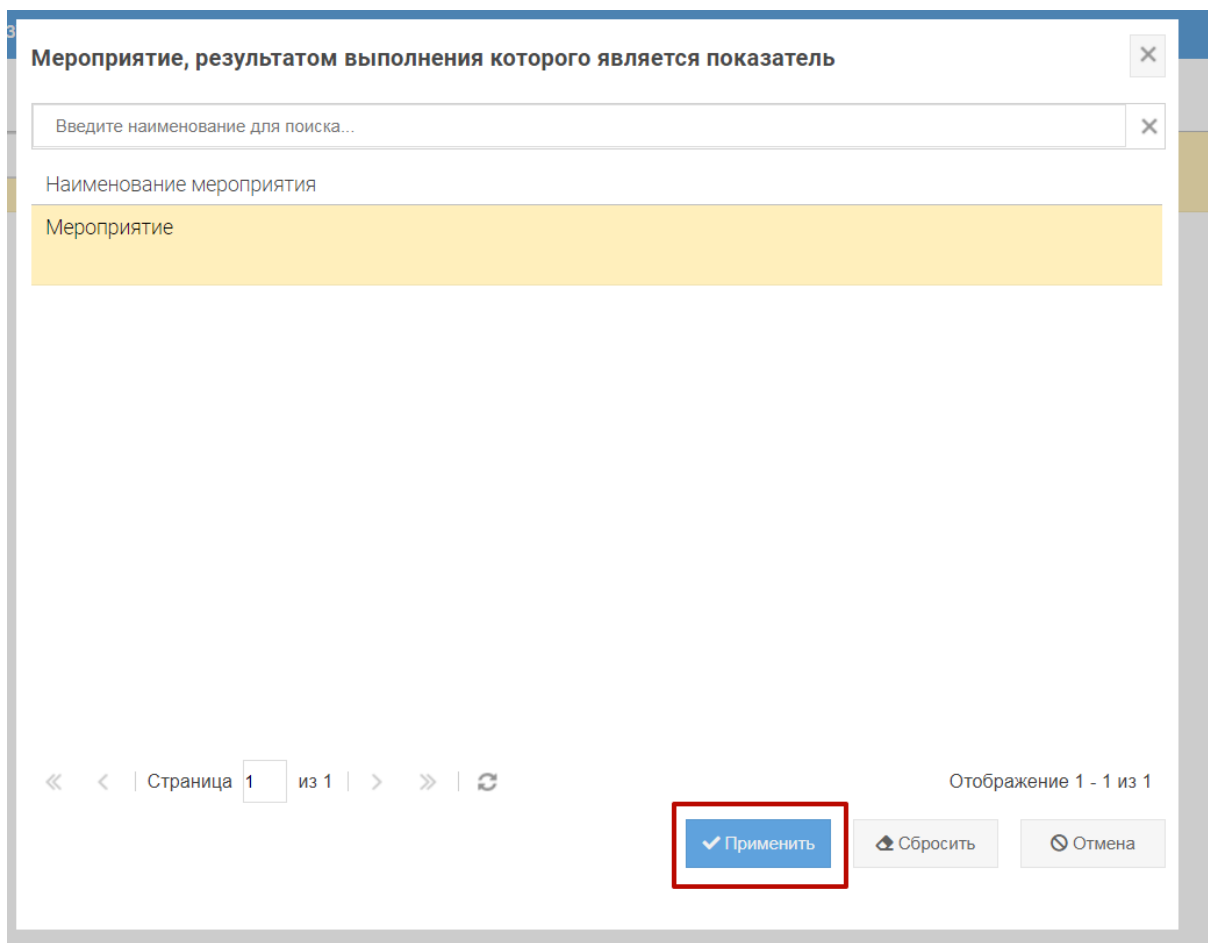 Мероприятие, результатом выполнения которого является показатель
Введите наименование для поиска...
Наименование мероприятия
Мероприятие
Страница 1 из 1
Отображение 1 - 1 из 1
Применить Сбросить Отмена